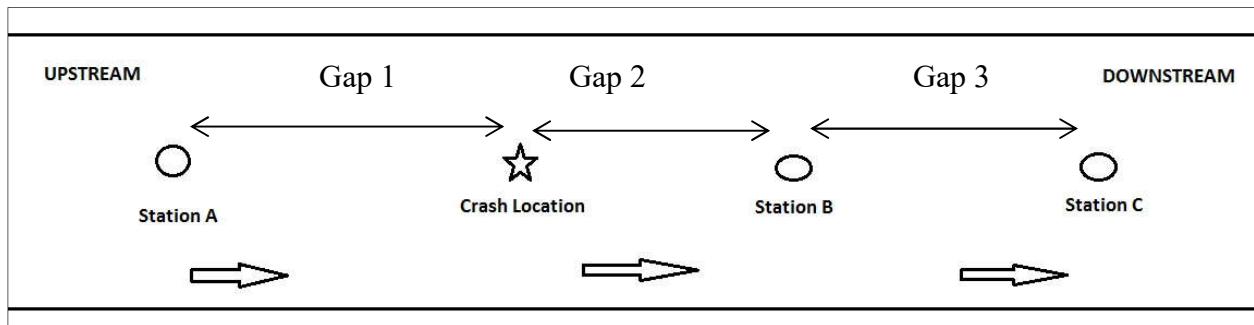 Gap 1 Gap 2 Gap 3
UPSTREAM DOWNSTREAM
Station A Crash Location Station B Station C